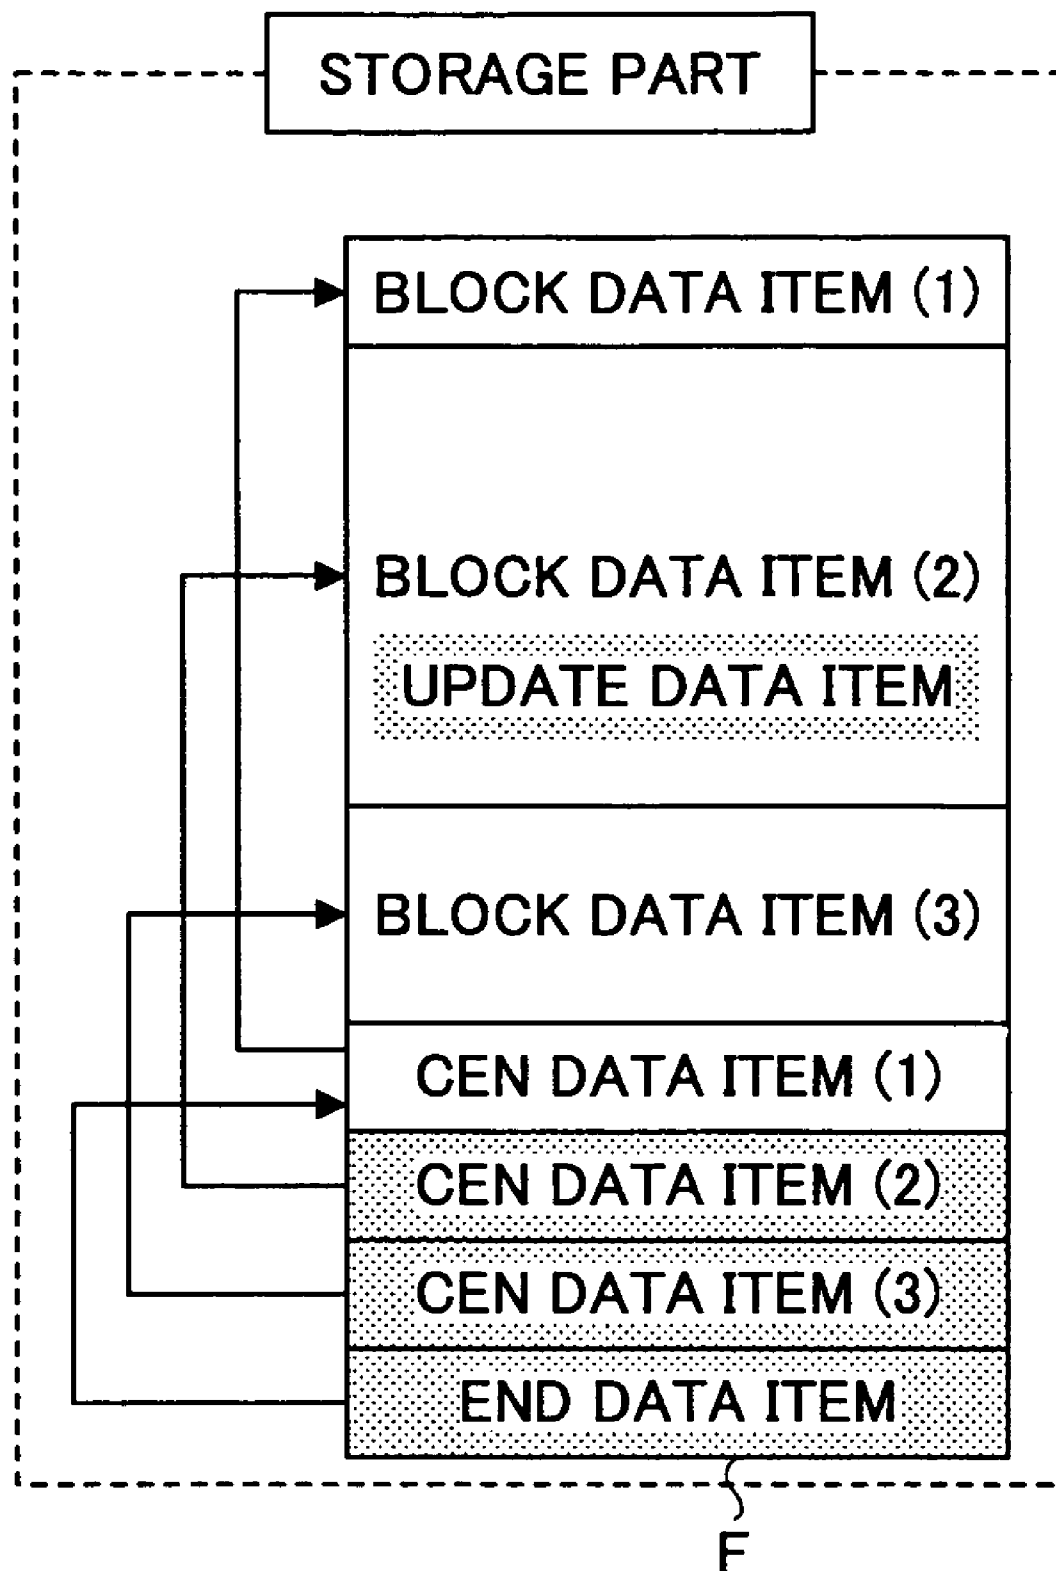 STORAGE PART
BLOCK DATA ITEM (1)
BLOCK DATA ITEM (2)
UPDATE DATA ITEM
BLOCK DATA ITEM (3)
CEN DATA ITEM (1)
CEN DATA ITEM (2)
CEN DATA ITEM (3)
END DATA ITEM
F